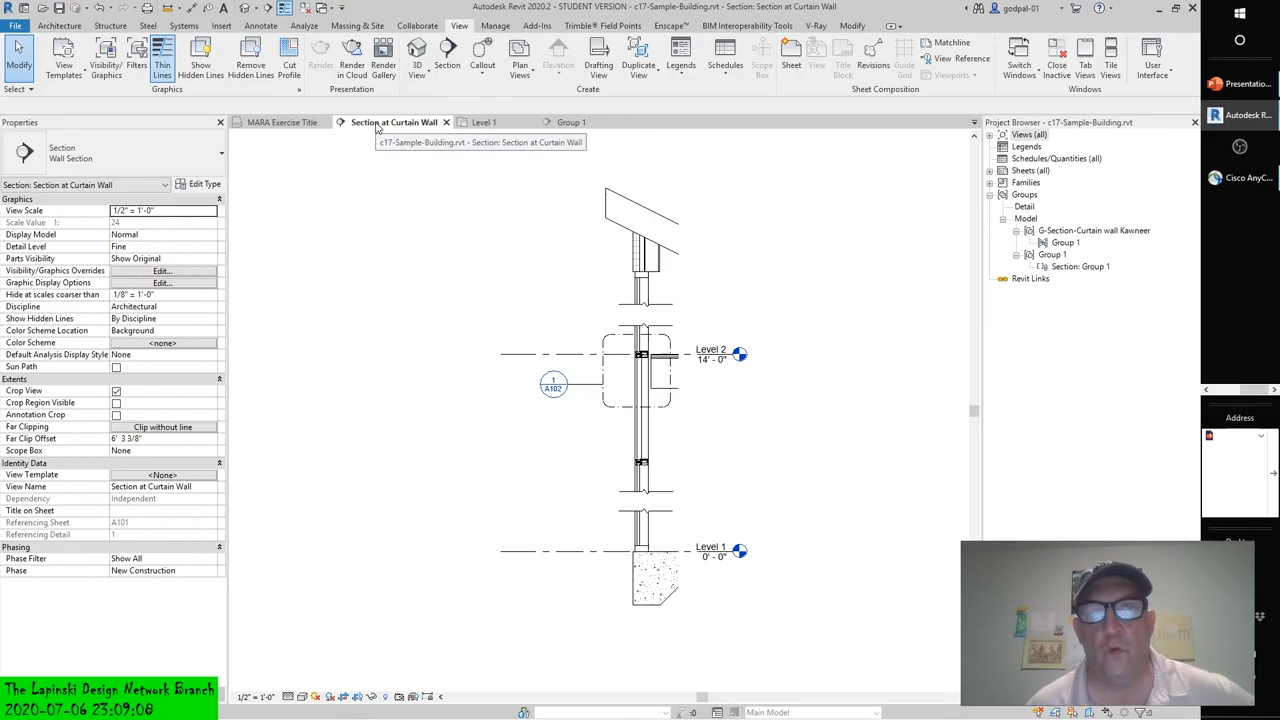 Autodesk Revit 2020.2 - STUDENT VERSION - c17-Sample-Building.rvt - Section: Section at Curtain Wall
godpal-01
File Architecture Structure Steel Systems Insert Annotate Analyze Massing & Site Collaborate View Manage Add-Ins Trimble® Field Points Enscape™ BIM Interoperability Tools V-Ray Modify
Modify
View Templates
Visibility/ Graphics
Filters
Thin Lines
Show Hidden Lines
Remove Hidden Lines
Cut Profile
Render
Render in Cloud
Render Gallery
3D View
Section
Callout
Plan Views
Elevation
Drafting View
Duplicate View
Legends
Schedules
Scope Box
Sheet
View
Title Block
Revisions
Guide Grid
Matchline
View Reference
Viewports
Switch Windows
Close Inactive
Tab Views
Tile Views
User Interface
Select
Graphics
Presentation
Create
Sheet Composition
Windows
MARA Exercise Title
Section at Curtain Wall
Level 1
Group 1
c17-Sample-Building.rvt - Section: Section at Curtain Wall
Properties
Section
Wall Section
Section: Section at Curtain Wall
Edit Type
Graphics
View Scale 1/2" = 1'-0"
Scale Value 1: 24
Display Model Normal
Detail Level Fine
Parts Visibility Show Original
Visibility/Graphics Overrides Edit...
Graphic Display Options Edit...
Hide at scales coarser than 1/8" = 1'-0"
Discipline Architectural
Show Hidden Lines By Discipline
Color Scheme Location Background
Color Scheme <none>
Default Analysis Display Style None
Sun Path
Extents
Crop View
Crop Region Visible
Annotation Crop
Far Clipping Clip without line
Far Clip Offset 6' 3 3/8"
Scope Box None
Identity Data
View Template <None>
View Name Section at Curtain Wall
Dependency Independent
Title on Sheet
Referencing Sheet A101
Referencing Detail 1
Phasing
Phase Filter Show All
Phase New Construction
Level 2
14' - 0"
1
A102
Level 1
0' - 0"
Project Browser - c17-Sample-Building.rvt
Views (all)
Legends
Schedules/Quantities (all)
Sheets (all)
Families
Groups
Detail
Model
G-Section-Curtain wall Kawneer
Group 1
Group 1
Section: Group 1
Revit Links
Presentatio...
Autodesk R...
Cisco AnyC...
Address
The Lapinski Design Network Branch
2020-07-06 23:09:08
1/2" = 1'-0"
:0
Main Model
:0